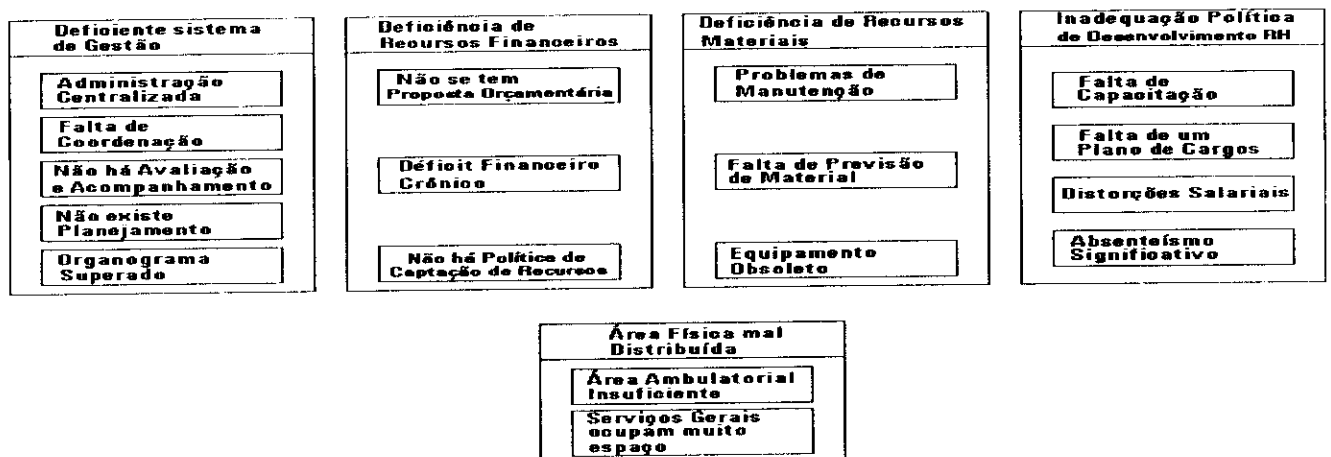 Deficiente sistema
de Gestão
Administração
Centralizada
Falta de
Coordenação
Não há Avaliação
e Acompanhamento
Não existe
Planejamento
Organograma
Superado
Deficiência de
Recursos Financeiros
Não se tem
Proposta Orçamentária
Déficit Financeiro
Crônico
Não há Política de
Captação de Recursos
Deficiência de Recursos
Materiais
Problemas de
Manutenção
Falta de Previsão
de Material
Equipamento
Obsoleto
Inadequação Política
de Desenvolvimento RH
Falta de
Capacitação
Falta de um
Plano de Cargos
Distorções Salariais
Absenteísmo
Significativo
Área Física mal
Distribuída
Área Ambulatorial
Insuficiente
Serviços Gerais
ocupam muito
espaço